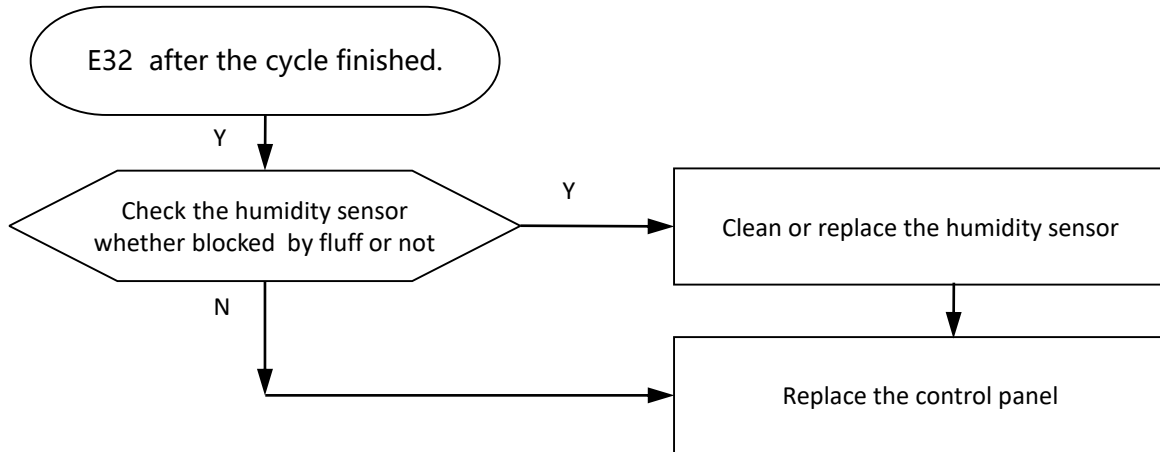 E32 after the cycle finished.
Y
Check the humidity sensor
whether blocked by fluff or not
Y
Clean or replace the humidity sensor
N
Replace the control panel